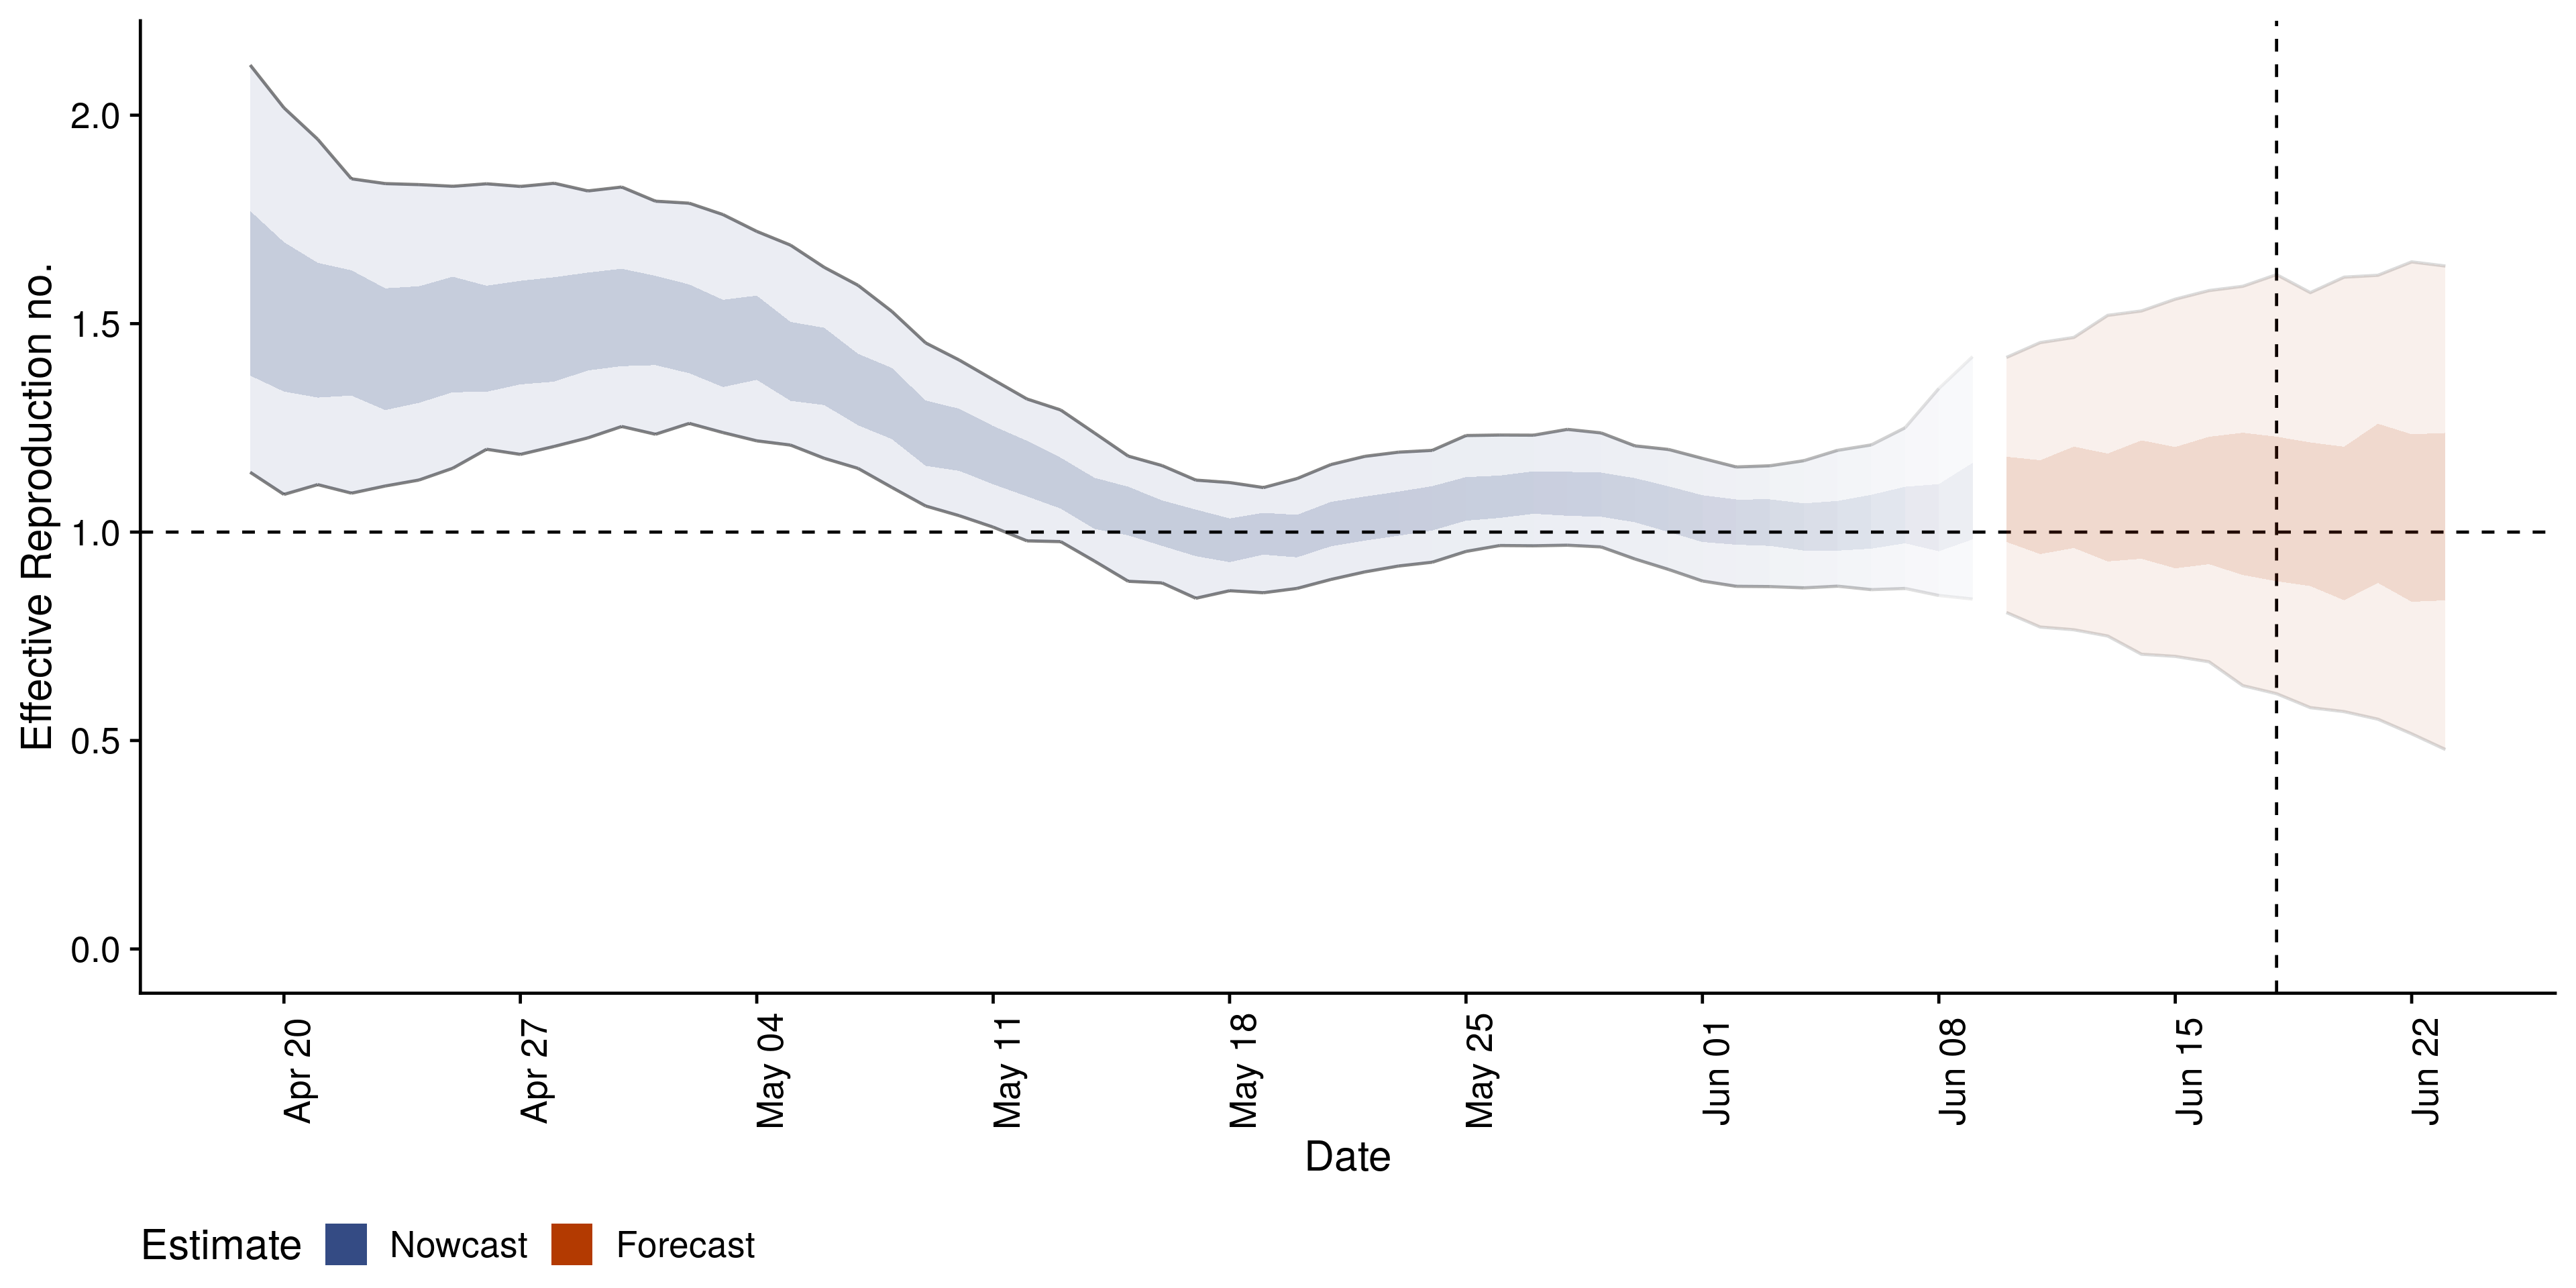 Effective Reproduction no.
2.0
1.5
1.0
0.5
0.0
Apr 20
Apr 27
May 04
May 11
May 18
May 25
Jun 01
Jun 08
Jun 15
Jun 22
Date
Estimate Nowcast Forecast